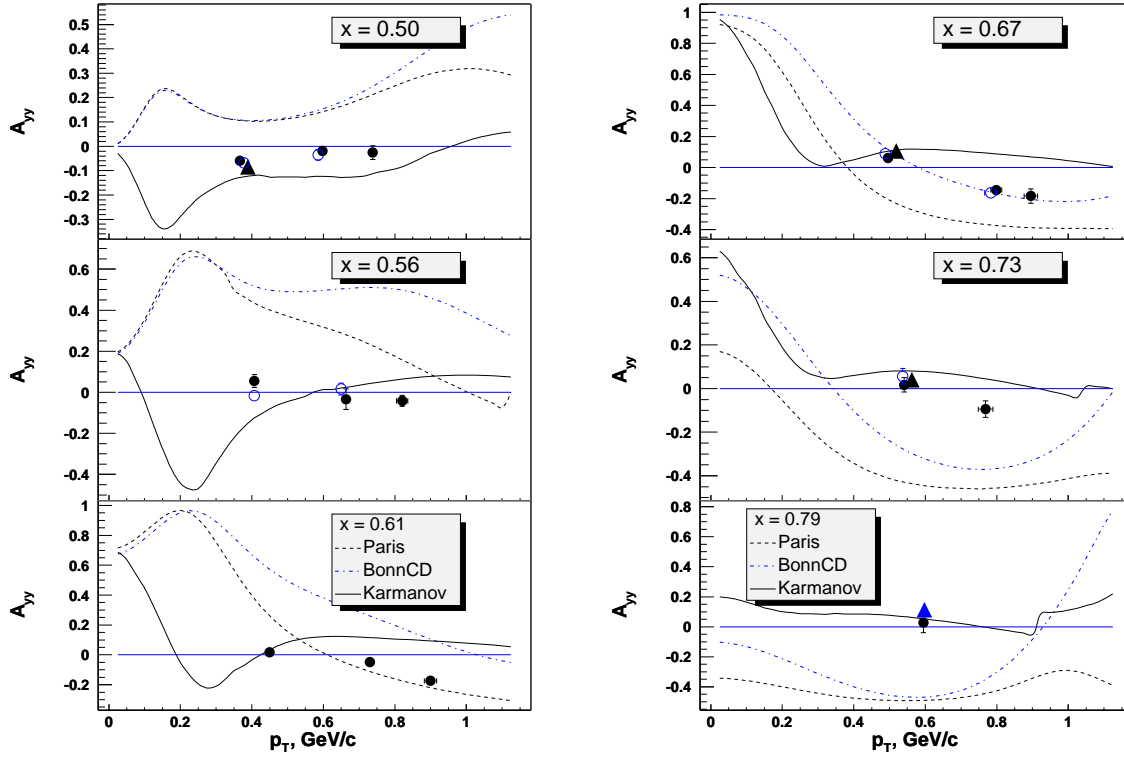 x = 0.50
A_yy
0.5
0.4
0.3
0.2
0.1
0
-0.1
-0.2
-0.3
x = 0.56
A_yy
0.6
0.4
0.2
0
-0.2
-0.4
x = 0.61
Paris
BonnCD
Karmanov
A_yy
1
0.8
0.6
0.4
0.2
0
-0.2
0 0.2 0.4 0.6 0.8 1
p_T, GeV/c
x = 0.67
A_yy
1
0.8
0.6
0.4
0.2
0
-0.2
-0.4
x = 0.73
A_yy
0.6
0.4
0.2
0
-0.2
-0.4
x = 0.79
Paris
BonnCD
Karmanov
A_yy
0.8
0.6
0.4
0.2
0
-0.2
-0.4
0 0.2 0.4 0.6 0.8 1
p_T, GeV/c